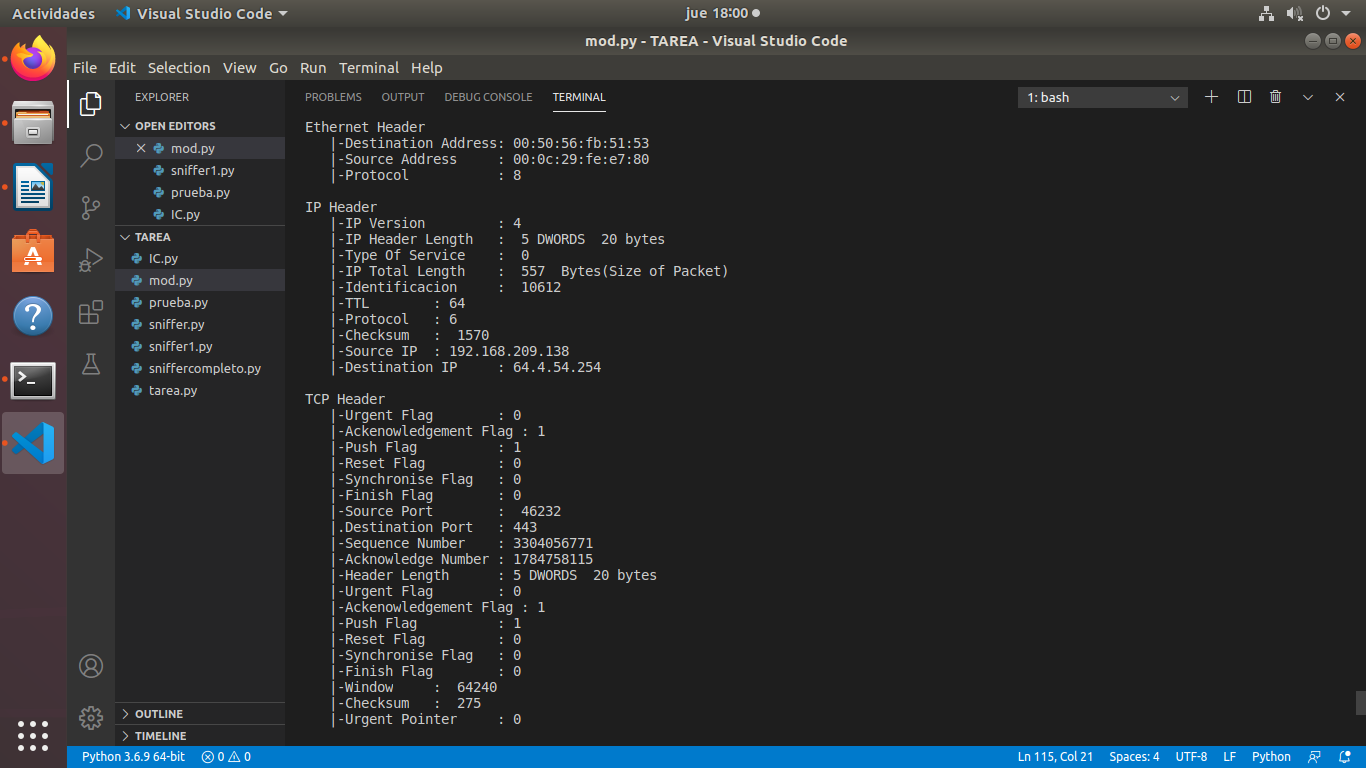 Actividades
Visual Studio Code
jue 18:00
mod.py - TAREA - Visual Studio Code
File Edit Selection View Go Run Terminal Help
EXPLORER
OPEN EDITORS
mod.py
sniffer1.py
prueba.py
IC.py
TAREA
IC.py
mod.py
prueba.py
sniffer.py
sniffer1.py
sniffercompleto.py
tarea.py
OUTLINE
TIMELINE
PROBLEMS OUTPUT DEBUG CONSOLE TERMINAL
1: bash
Ethernet Header
   |-Destination Address: 00:50:56:fb:51:53
   |-Source Address     : 00:0c:29:fe:e7:80
   |-Protocol           : 8
IP Header
   |-IP Version         : 4
   |-IP Header Length   :  5 DWORDS  20 bytes
   |-Type Of Service    :  0
   |-IP Total Length    :  557  Bytes(Size of Packet)
   |-Identificacion     :  10612
   |-TTL        : 64
   |-Protocol   : 6
   |-Checksum   :  1570
   |-Source IP  : 192.168.209.138
   |-Destination IP     : 64.4.54.254
TCP Header
   |-Urgent Flag        : 0
   |-Ackenowledgement Flag : 1
   |-Push Flag          : 1
   |-Reset Flag         : 0
   |-Synchronise Flag   : 0
   |-Finish Flag        : 0
   |-Source Port        :  46232
   |.Destination Port   : 443
   |-Sequence Number    : 3304056771
   |-Acknowledge Number : 1784758115
   |-Header Length      : 5 DWORDS  20 bytes
   |-Urgent Flag        : 0
   |-Ackenowledgement Flag : 1
   |-Push Flag          : 1
   |-Reset Flag         : 0
   |-Synchronise Flag   : 0
   |-Finish Flag        : 0
   |-Window     :  64240
   |-Checksum   :  275
   |-Urgent Pointer     : 0
Python 3.6.9 64-bit 0 0 Ln 115, Col 21 Spaces: 4 UTF-8 LF Python